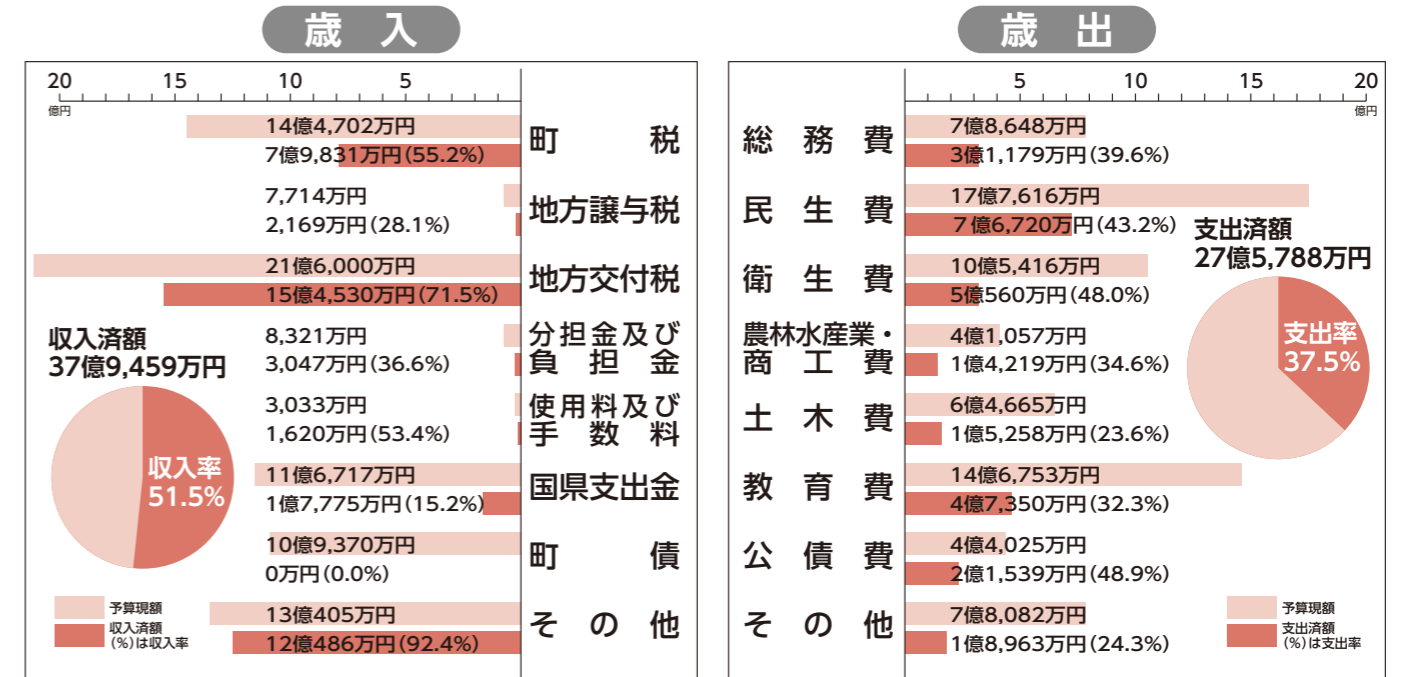 歳 入
20 15 10 5
億円
14億4,702万円
7億9,831万円(55.2%)
町 税
7,714万円
2,169万円(28.1%)
地方譲与税
21億6,000万円
15億4,530万円(71.5%)
地方交付税
収入済額
37億9,459万円
8,321万円
3,047万円(36.6%)
分担金及び
負 担 金
3,033万円
1,620万円(53.4%)
使用料及び
手 数 料
収入率
51.5%
11億6,717万円
1億7,775万円(15.2%)
国県支出金
10億9,370万円
0万円(0.0%)
町 債
13億405万円
12億486万円(92.4%)
そ の 他
予算現額
収入済額
(%)は収入率
歳 出
5 10 15 20
億円
総 務 費
7億8,648万円
3億1,179万円(39.6%)
民 生 費
17億7,616万円
7億6,720万円(43.2%)
支出済額
27億5,788万円
衛 生 費
10億5,416万円
5億560万円(48.0%)
農林水産業・
商 工 費
4億1,057万円
1億4,219万円(34.6%)
支出率
37.5%
土 木 費
6億4,665万円
1億5,258万円(23.6%)
教 育 費
14億6,753万円
4億7,350万円(32.3%)
公 債 費
4億4,025万円
2億1,539万円(48.9%)
そ の 他
7億8,082万円
1億8,963万円(24.3%)
予算現額
支出済額
(%)は支出率